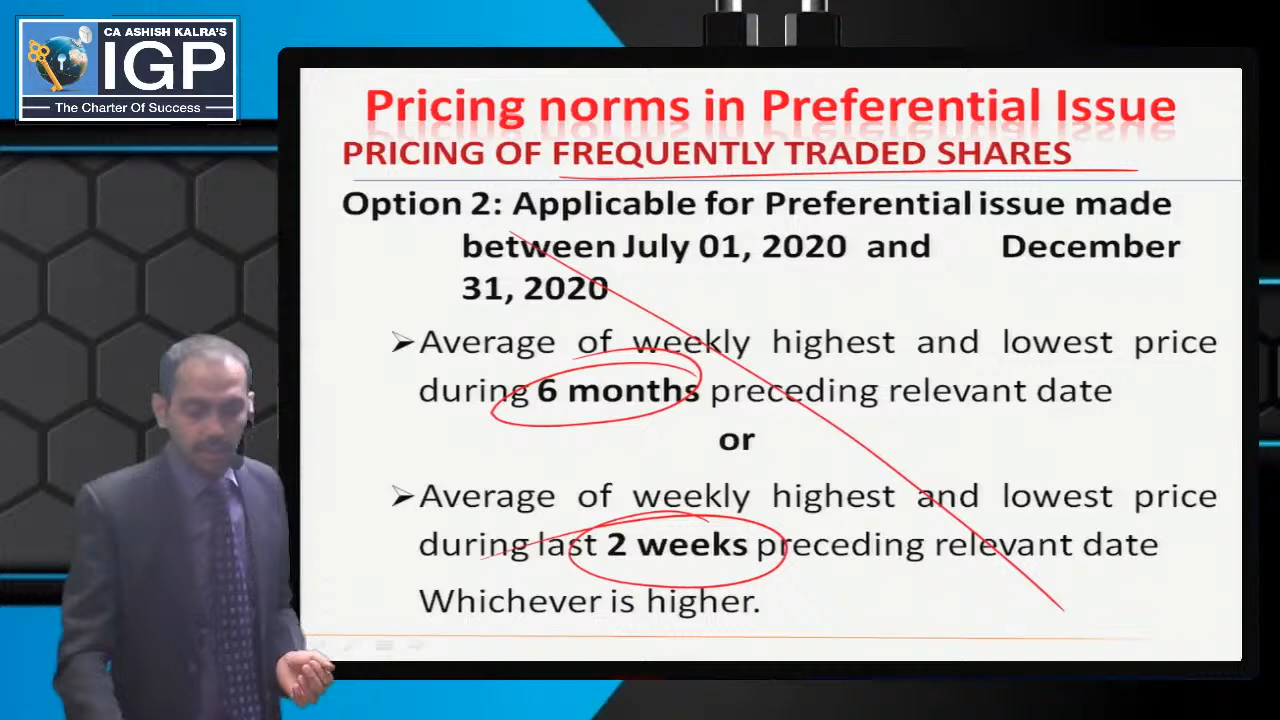 CA ASHISH KALRA'S
IGP
The Charter Of Success
Pricing norms in Preferential Issue
PRICING OF FREQUENTLY TRADED SHARES
Option 2: Applicable for Preferential issue made
between July 01, 2020 and December
31, 2020
➢Average of weekly highest and lowest price
during 6 months preceding relevant date
or
➢Average of weekly highest and lowest price
during last 2 weeks preceding relevant date
Whichever is higher.